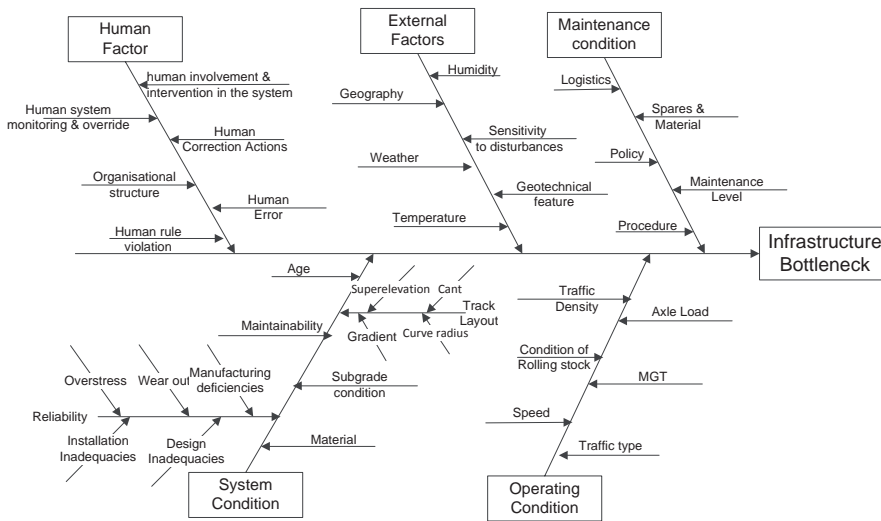 Human
Factor
External
Factors
Maintenance
condition
human involvement &
intervention in the system
Human system
monitoring & override
Human
Correction Actions
Organisational
structure
Human
Error
Human rule
violation
Humidity
Geography
Sensitivity
to disturbances
Weather
Geotechnical
feature
Temperature
Logistics
Spares &
Material
Policy
Maintenance
Level
Procedure
Infrastructure
Bottleneck
Age
Superelevation
Cant
Track
Layout
Gradient
Curve radius
Maintainability
Subgrade
condition
Overstress
Wear out
Manufacturing
deficiencies
Reliability
Installation
Inadequacies
Design
Inadequacies
Material
System
Condition
Traffic
Density
Axle Load
Condition of
Rolling stock
MGT
Speed
Traffic type
Operating
Condition